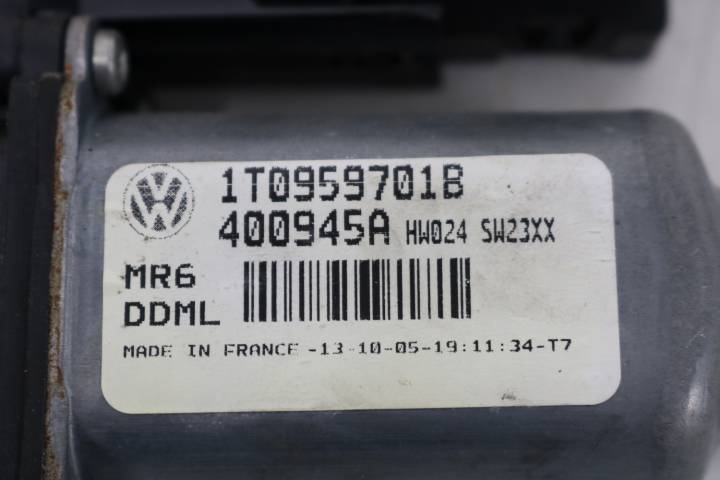 1T0959701B
400945A HW024 SW23XX
MR6
DDML
MADE IN FRANCE -13-10-05-19:11:34-T7